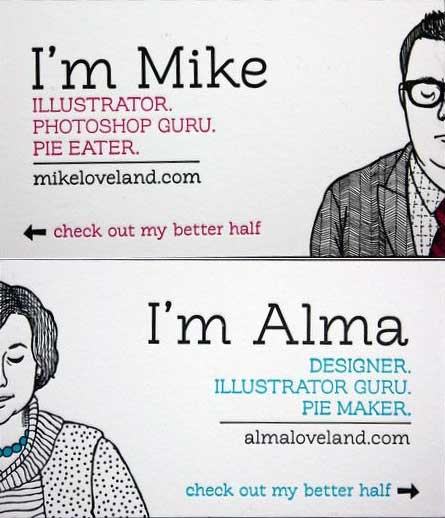 I'm Mike
ILLUSTRATOR.
PHOTOSHOP GURU.
PIE EATER.
mikeloveland.com
check out my better half
I'm Alma
DESIGNER.
ILLUSTRATOR GURU.
PIE MAKER.
almaloveland.com
check out my better half